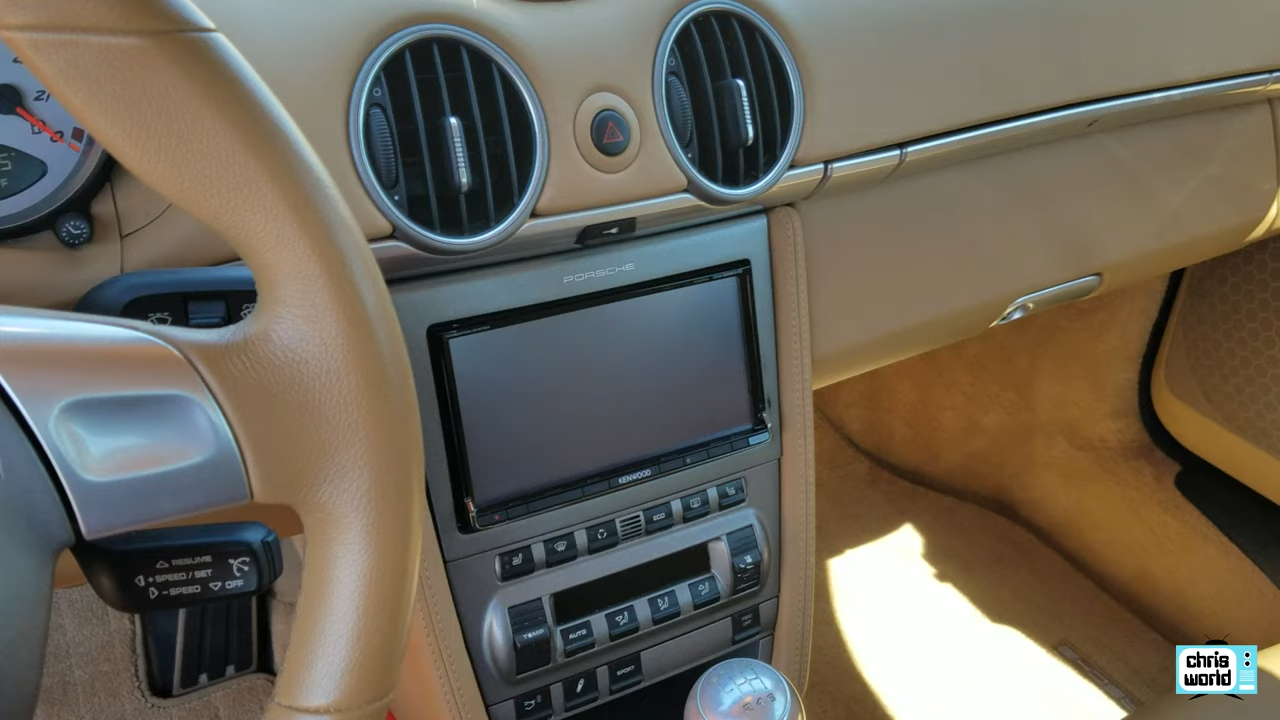 PORSCHE
KENWOOD
ECO
RESUME
+SPEED / SET
-SPEED
OFF
TEMP
AUTO
SPORT
chris
world